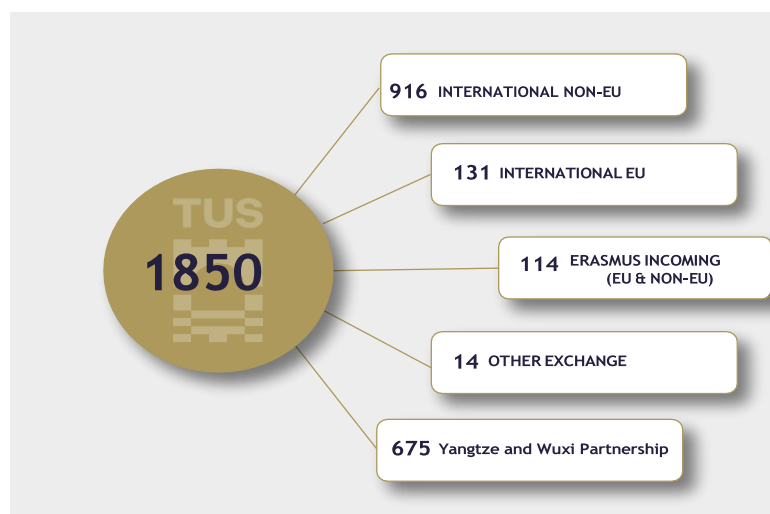 TUS
1850
916 INTERNATIONAL NON-EU
131 INTERNATIONAL EU
114 ERASMUS INCOMING
(EU & NON-EU)
14 OTHER EXCHANGE
675 Yangtze and Wuxi Partnership